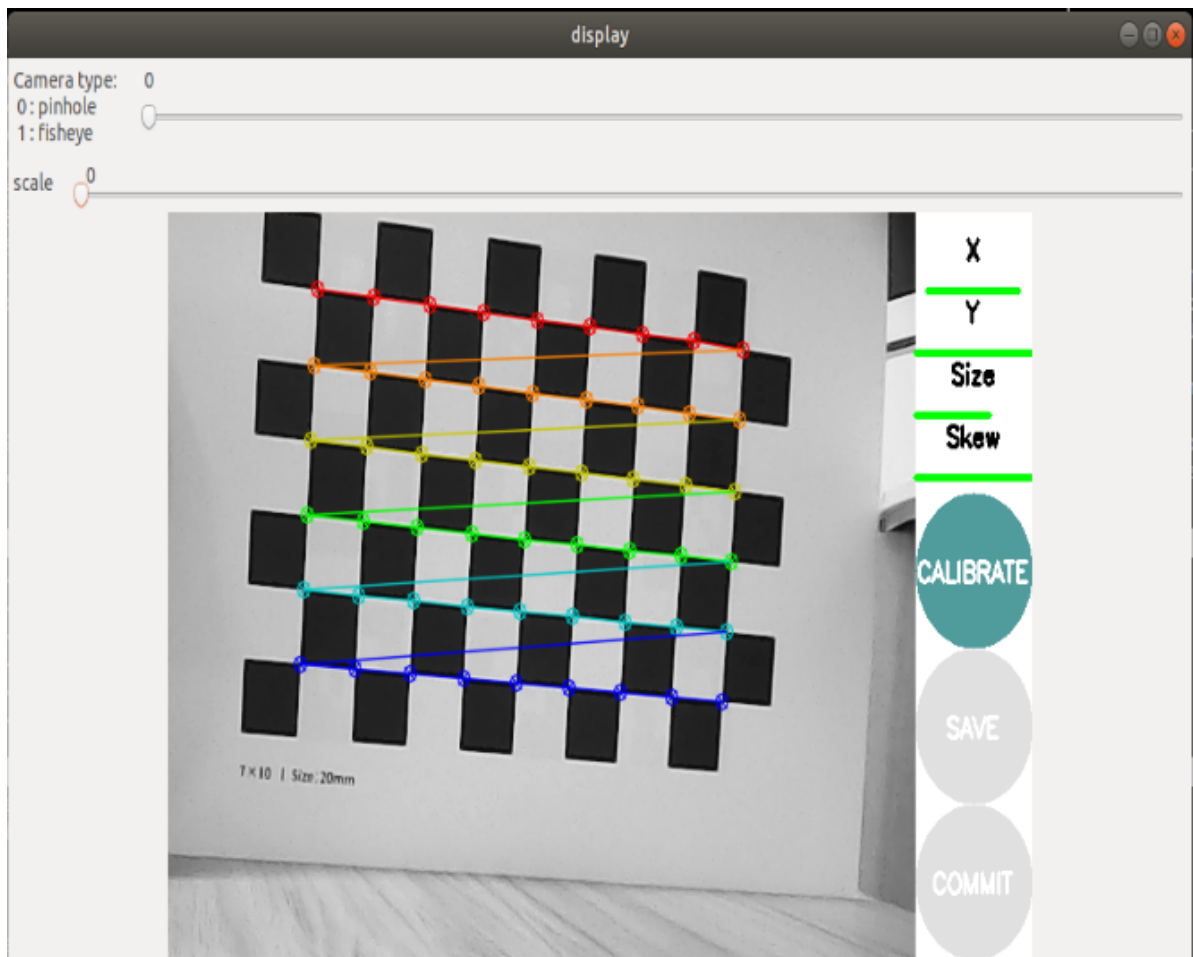 display
Camera type: 0
0 : pinhole
1 : fisheye
scale 0
X
Y
Size
Skew
CALIBRATE
SAVE
COMMIT
7×10 | Size: 20mm